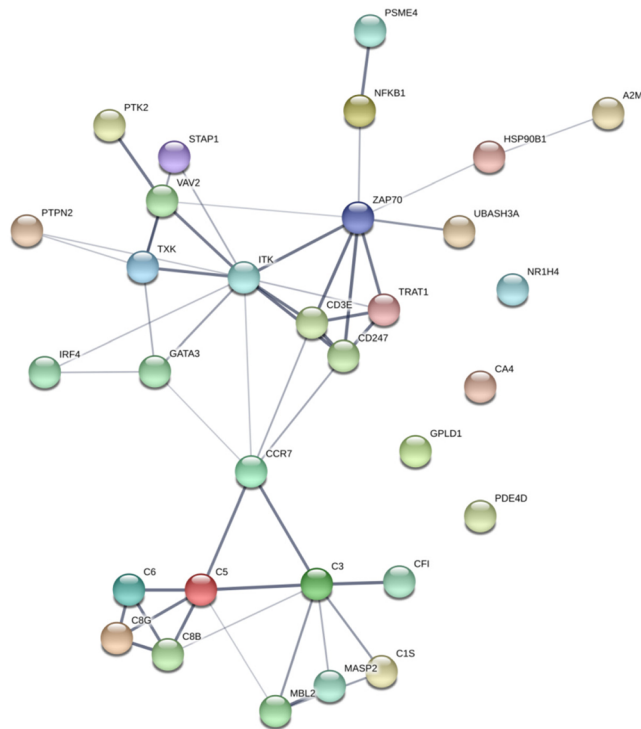 PSME4
NFKB1
A2M
PTK2
STAP1
HSP90B1
VAV2
ZAP70
PTPN2
UBASH3A
TXK
ITK
NR1H4
CD3E
TRAT1
CD247
IRF4
GATA3
CA4
GPLD1
CCR7
PDE4D
C6
C5
C3
CFI
C8G
C8B
C1S
MASP2
MBL2